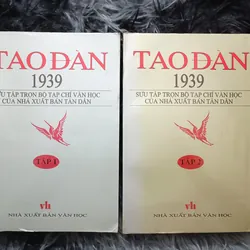 TAO ĐÀN
1939
SƯU TẬP TRỌN BỘ TẠP CHÍ VĂN HỌC
CỦA NHÀ XUẤT BẢN TÂN DÂN
TẬP 1
vh
NHÀ XUẤT BẢN VĂN HỌC
TAO ĐÀN
1939
SƯU TẬP TRỌN BỘ TẠP CHÍ VĂN HỌC
CỦA NHÀ XUẤT BẢN TÂN DÂN
TẬP 2
vh
NHÀ XUẤT BẢN VĂN HỌC